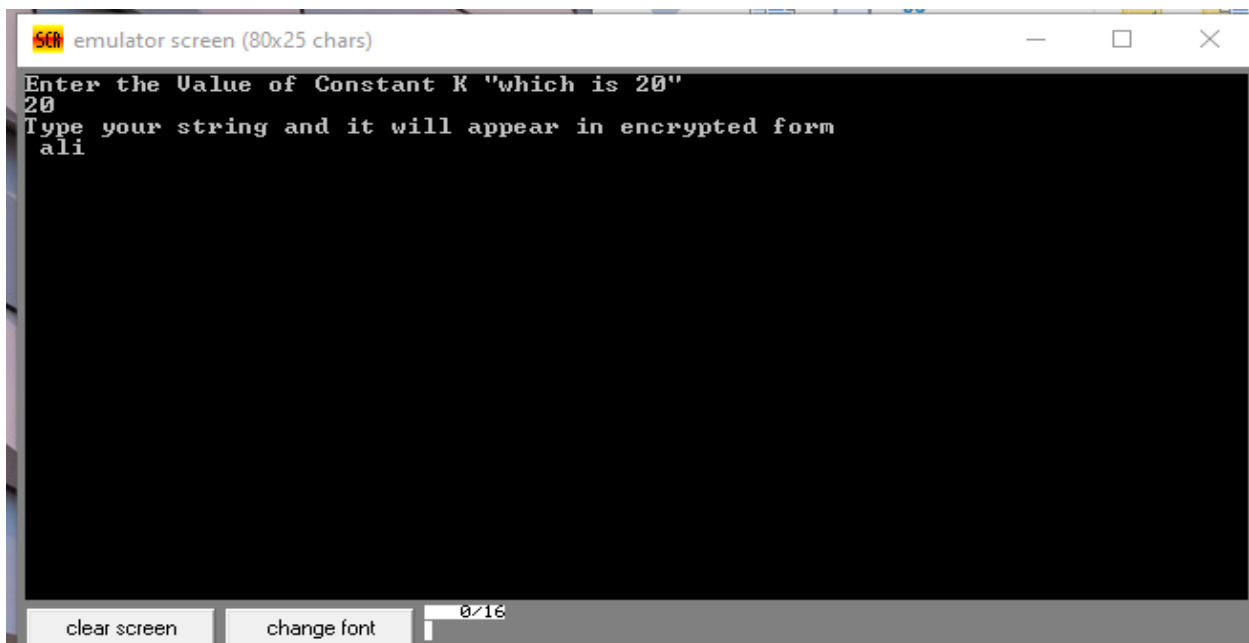 SCR emulator screen (80x25 chars)
Enter the Value of Constant K "which is 20"
20
Type your string and it will appear in encrypted form
ali
clear screen
change font
0/16